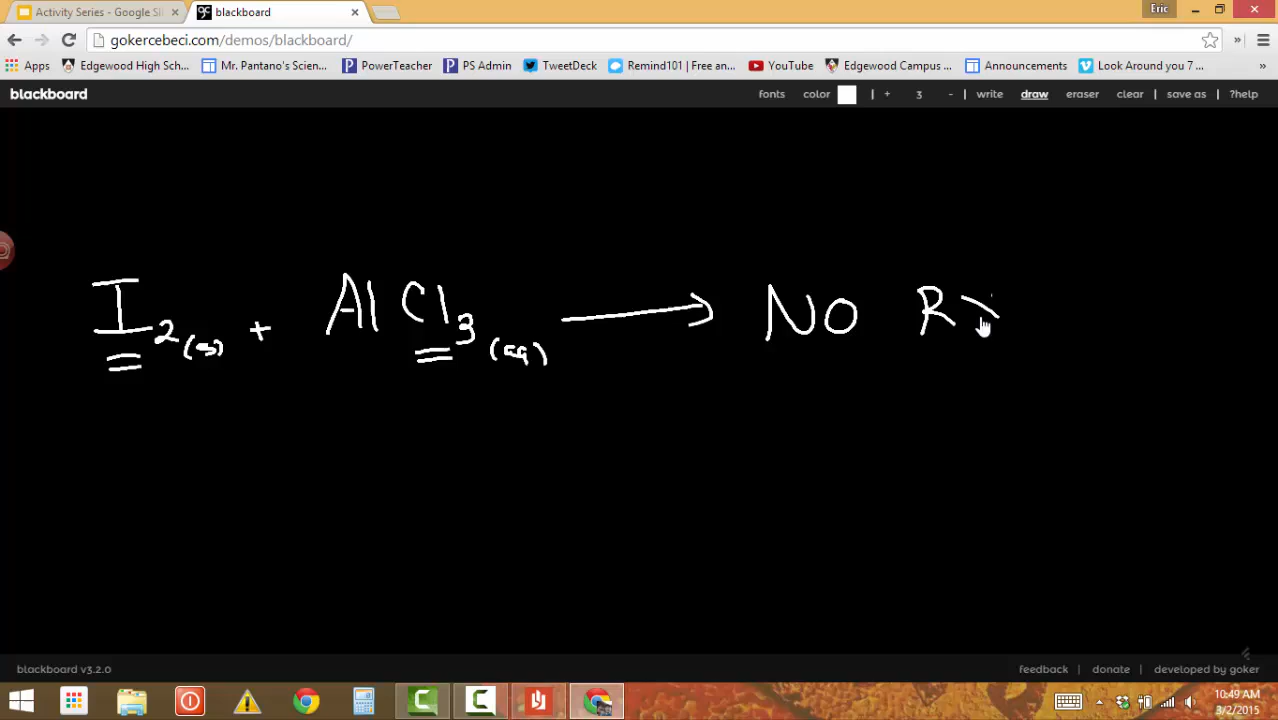 Eric
Activity Series - Google Sli
blackboard
gokercebeci.com/demos/blackboard/
Apps Edgewood High Sch... Mr. Pantano's Scien... PowerTeacher PS Admin TweetDeck Remind101 | Free an... YouTube Edgewood Campus ... Announcements Look Around you 7 ...
blackboard fonts color | + 3 - | write draw eraser clear | save as | ?help
I2(s) + AlCl3(aq) → No R
blackboard v3.2.0 feedback | donate | developed by goker
10:49 AM
3/2/2015